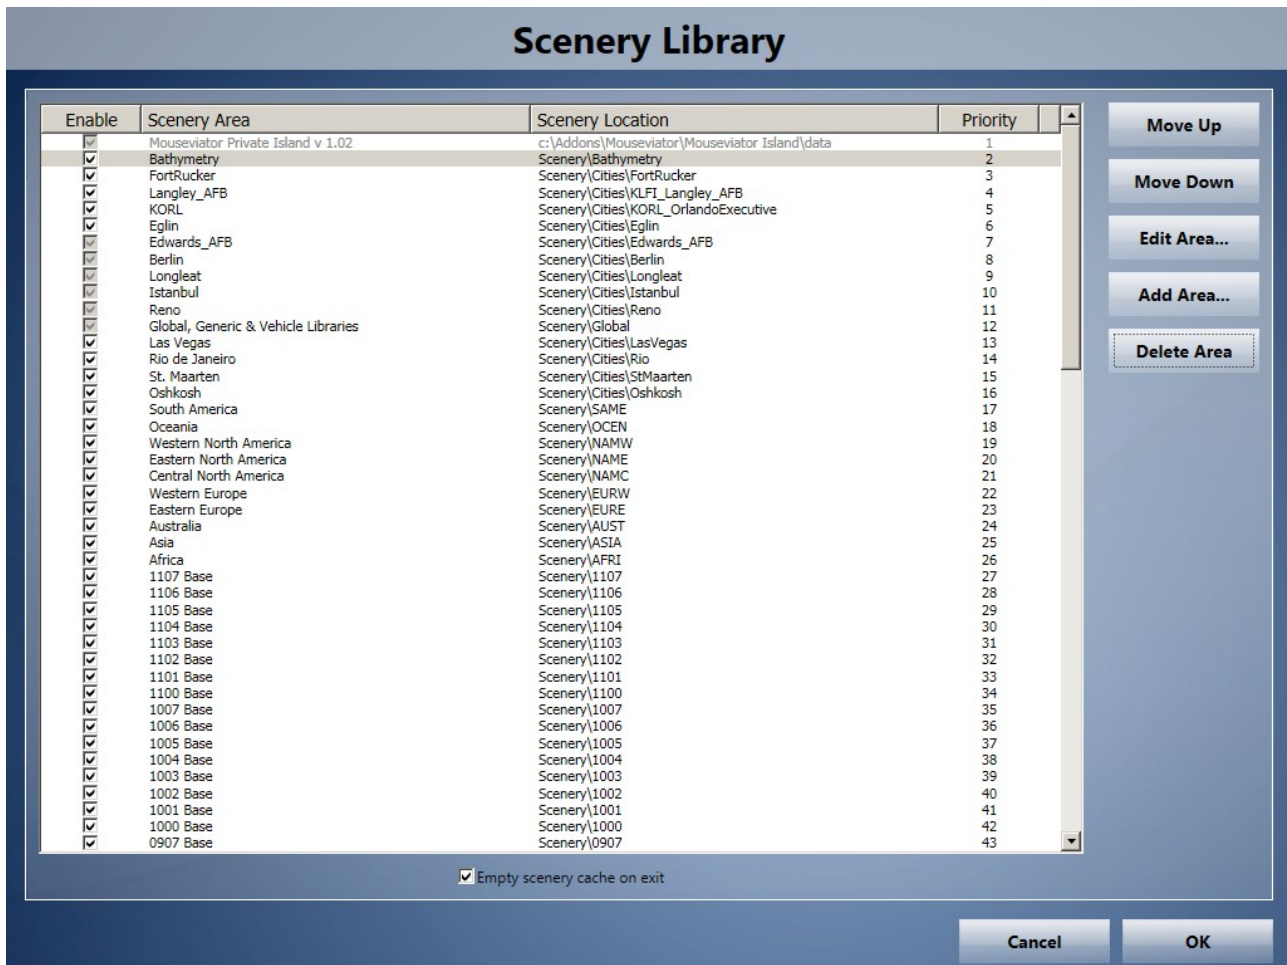 Scenery Library
Enable Scenery Area Scenery Location Priority
Mouseviator Private Island v 1.02 c:\Addons\Mouseviator\Mouseviator Island\data 1
Bathymetry Scenery\Bathymetry 2
FortRucker Scenery\Cities\FortRucker 3
Langley_AFB Scenery\Cities\KLFI_Langley_AFB 4
KORL Scenery\Cities\KORL_OrlandoExecutive 5
Eglin Scenery\Cities\Eglin 6
Edwards_AFB Scenery\Cities\Edwards_AFB 7
Berlin Scenery\Cities\Berlin 8
Longleat Scenery\Cities\Longleat 9
Istanbul Scenery\Cities\Istanbul 10
Reno Scenery\Cities\Reno 11
Global, Generic & Vehicle Libraries Scenery\Global 12
Las Vegas Scenery\Cities\LasVegas 13
Rio de Janeiro Scenery\Cities\Rio 14
St. Maarten Scenery\Cities\StMaarten 15
Oshkosh Scenery\Cities\Oshkosh 16
South America Scenery\SAME 17
Oceania Scenery\OCEN 18
Western North America Scenery\NAMW 19
Eastern North America Scenery\NAME 20
Central North America Scenery\NAMC 21
Western Europe Scenery\EURW 22
Eastern Europe Scenery\EURE 23
Australia Scenery\AUST 24
Asia Scenery\ASIA 25
Africa Scenery\AFRI 26
1107 Base Scenery\1107 27
1106 Base Scenery\1106 28
1105 Base Scenery\1105 29
1104 Base Scenery\1104 30
1103 Base Scenery\1103 31
1102 Base Scenery\1102 32
1101 Base Scenery\1101 33
1100 Base Scenery\1100 34
1007 Base Scenery\1007 35
1006 Base Scenery\1006 36
1005 Base Scenery\1005 37
1004 Base Scenery\1004 38
1003 Base Scenery\1003 39
1002 Base Scenery\1002 40
1001 Base Scenery\1001 41
1000 Base Scenery\1000 42
0907 Base Scenery\0907 43
Move Up
Move Down
Edit Area...
Add Area...
Delete Area
Empty scenery cache on exit
Cancel OK